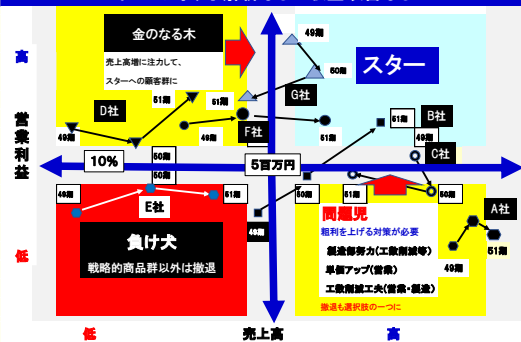 金のなる木
売上高増に注力して、
スターへの顧客群に
スター
高
営業利益
低
49期
50期
G社
D社
51期
51期
49期
49期
F社
51期
51期
B社
49期
C社
10%
50期
50期
5百万円
49期
E社
51期
50期
51期
50期
49期
負け犬
戦略的商品群以外は撤退
問題児
粗利を上げる対策が必要
製造部努力(工数削減等)
単価アップ(営業)
工数削減工夫(営業・製造)
撤退も選択肢の一つに
A社
49期
51期
低
売上高
高